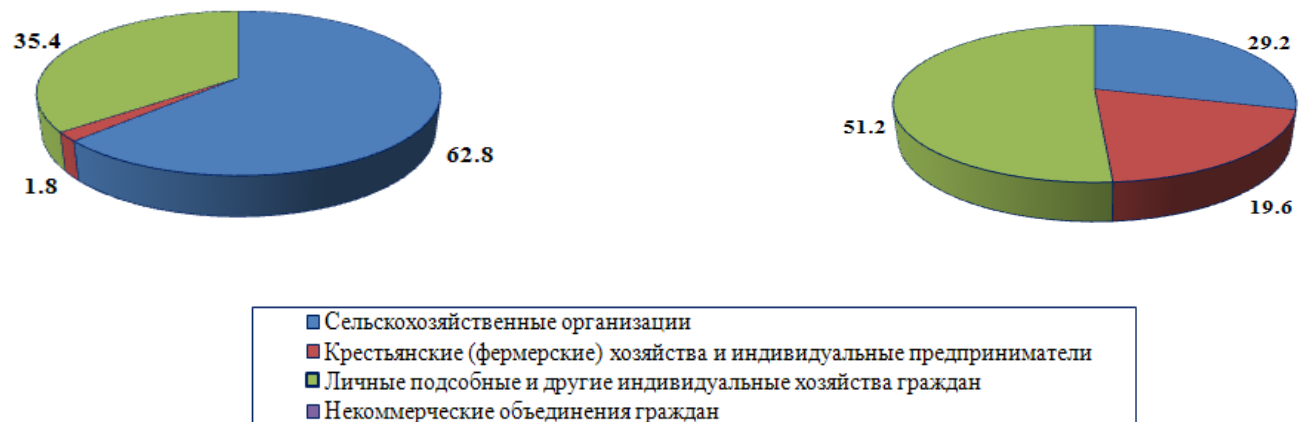 35.4
62.8
1.8
29.2
51.2
19.6
Сельскохозяйственные организации
Крестьянские (фермерские) хозяйства и индивидуальные предприниматели
Личные подсобные и другие индивидуальные хозяйства граждан
Некоммерческие объединения граждан